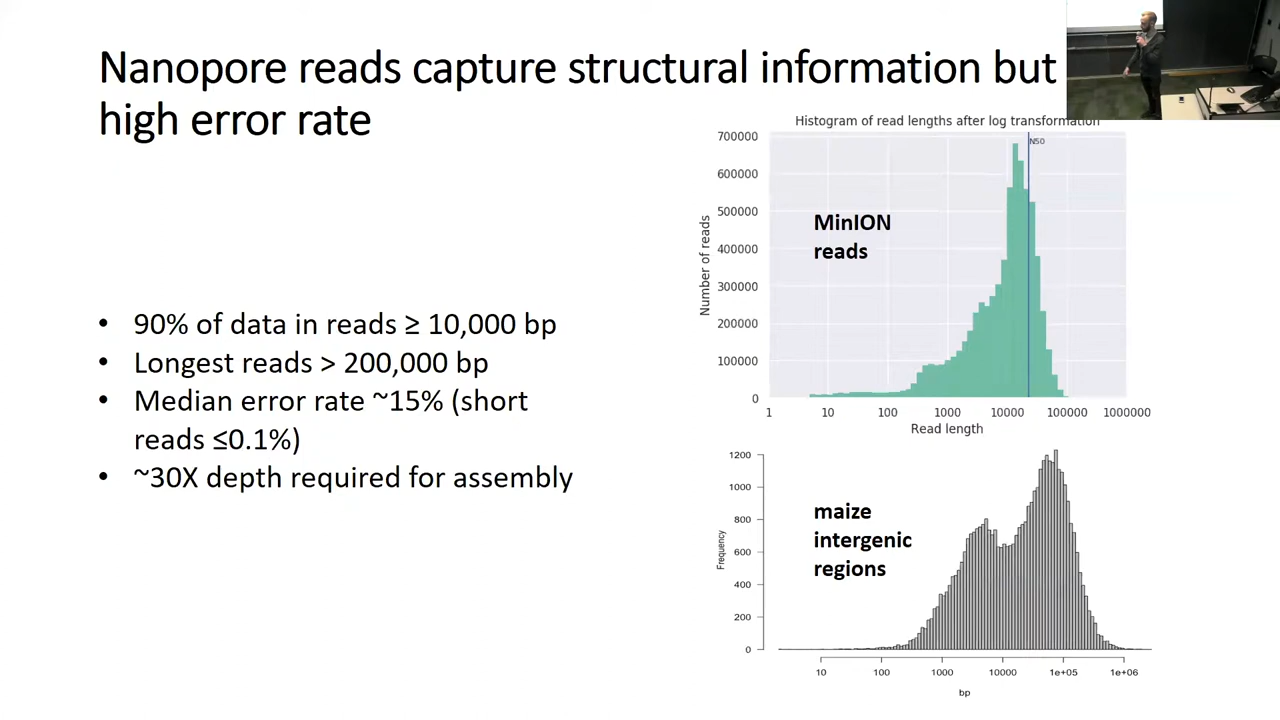 Nanopore reads capture structural information but
high error rate
• 90% of data in reads ≥ 10,000 bp
• Longest reads > 200,000 bp
• Median error rate ~15% (short
reads ≤0.1%)
• ~30X depth required for assembly
Histogram of read lengths after log transformation
700000
600000
500000
400000
300000
200000
100000
0
Number of reads
N50
MinION
reads
1 10 100 1000 10000 100000 1000000
Read length
1200
1000
800
600
400
200
0
Frequency
maize
intergenic
regions
10 100 1000 10000 1e+05 1e+06
bp